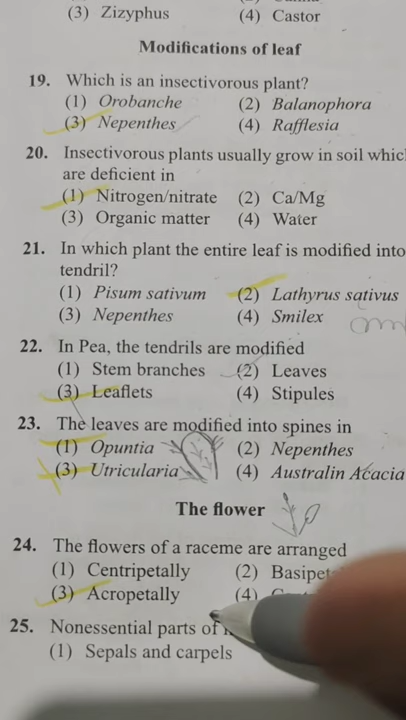 (3) Zizyphus (4) Castor
Modifications of leaf
19. Which is an insectivorous plant?
(1) Orobanche (2) Balanophora
(3) Nepenthes (4) Rafflesia
20. Insectivorous plants usually grow in soil whic
are deficient in
(1) Nitrogen/nitrate (2) Ca/Mg
(3) Organic matter (4) Water
21. In which plant the entire leaf is modified into
tendril?
(1) Pisum sativum (2) Lathyrus sativus
(3) Nepenthes (4) Smilex
22. In Pea, the tendrils are modified
(1) Stem branches (2) Leaves
(3) Leaflets (4) Stipules
23. The leaves are modified into spines in
(1) Opuntia (2) Nepenthes
(3) Utricularia (4) Australin Acacia
The flower
24. The flowers of a raceme are arranged
(1) Centripetally (2) Basipet
(3) Acropetally (4)
25. Nonessential parts of
(1) Sepals and carpels